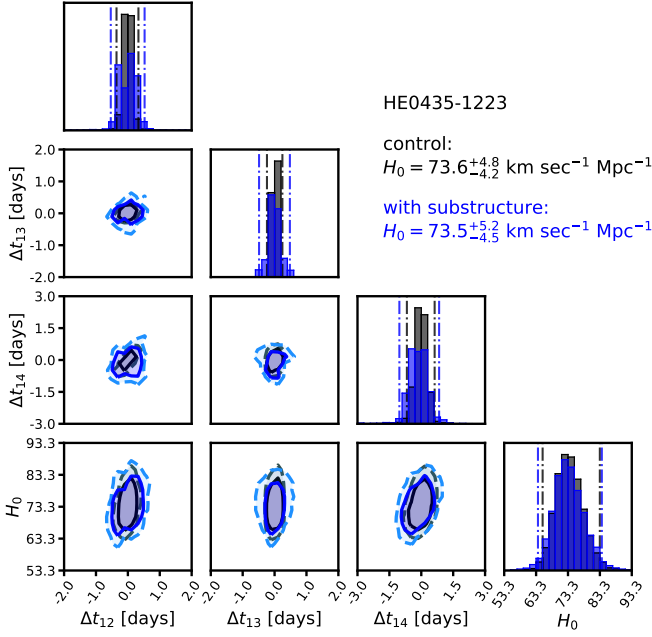 HE0435-1223
control:
H₀ = 73.6⁺⁴·⁸₋₄.₂ km sec⁻¹ Mpc⁻¹
with substructure:
H₀ = 73.5⁺⁵·²₋₄.₅ km sec⁻¹ Mpc⁻¹
Δt₁₃ [days]
2.0
1.0
0.0
-1.0
-2.0
Δt₁₄ [days]
3.0
1.5
0.0
-1.5
-3.0
H₀
93.3
83.3
73.3
63.3
53.3
-2.0 -1.0 0.0 1.0 2.0 -2.0 -1.0 0.0 1.0 2.0 -3.0 -1.5 0.0 1.5 3.0 53.3 63.3 73.3 83.3 93.3
Δt₁₂ [days] Δt₁₃ [days] Δt₁₄ [days] H₀